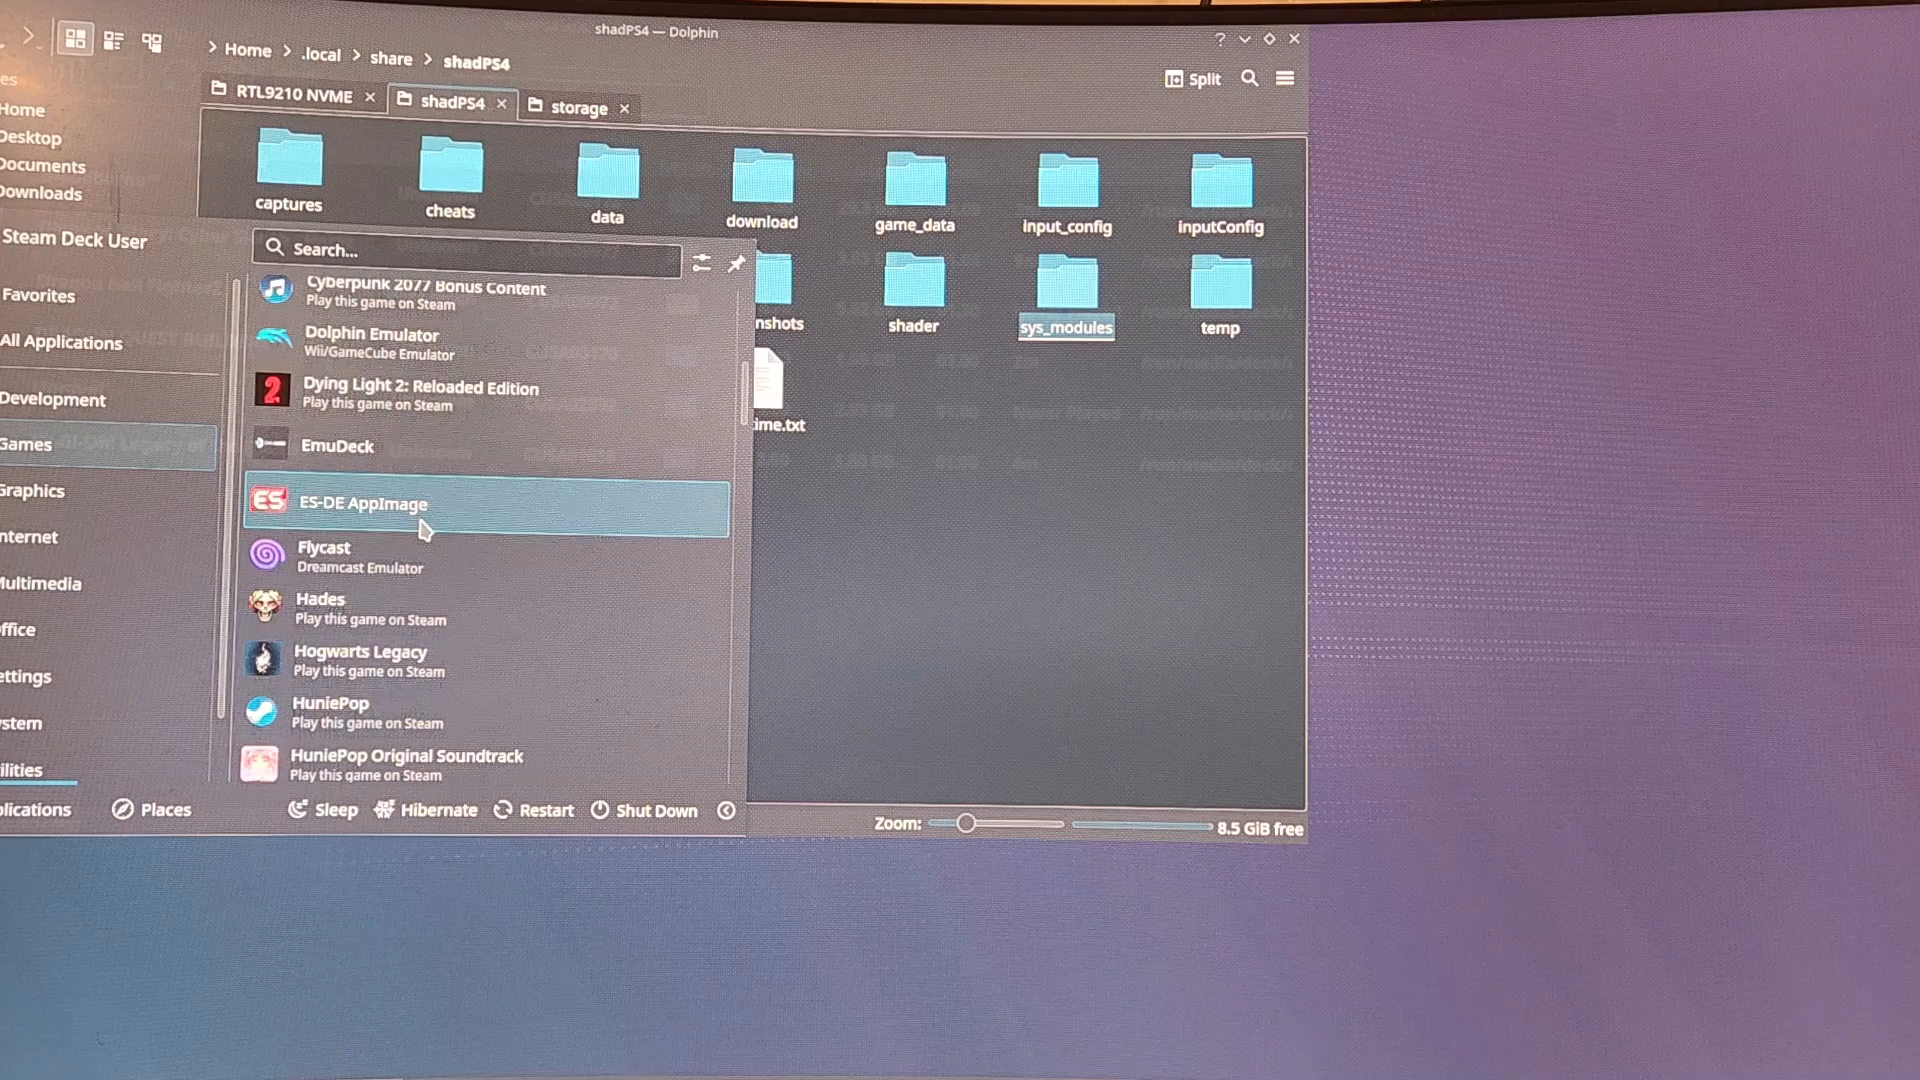 shadPS4 — Dolphin
Home > .local > share > shadPS4
Split
RTL9210 NVME
shadPS4
storage
Home
Desktop
Documents
Downloads
captures
cheats
data
download
game_data
input_config
inputConfig
nshots
shader
sys_modules
temp
ime.txt
Steam Deck User
Search...
Favorites
All Applications
Development
Games
Graphics
nternet
Multimedia
ffice
ettings
ystem
ilities
Cyberpunk 2077 Bonus Content
Play this game on Steam
Dolphin Emulator
Wii/GameCube Emulator
Dying Light 2: Reloaded Edition
Play this game on Steam
EmuDeck
ES
ES-DE AppImage
Flycast
Dreamcast Emulator
Hades
Play this game on Steam
Hogwarts Legacy
Play this game on Steam
HuniePop
Play this game on Steam
HuniePop Original Soundtrack
Play this game on Steam
plications
Places
Sleep
Hibernate
Restart
Shut Down
Zoom:
8.5 GiB free